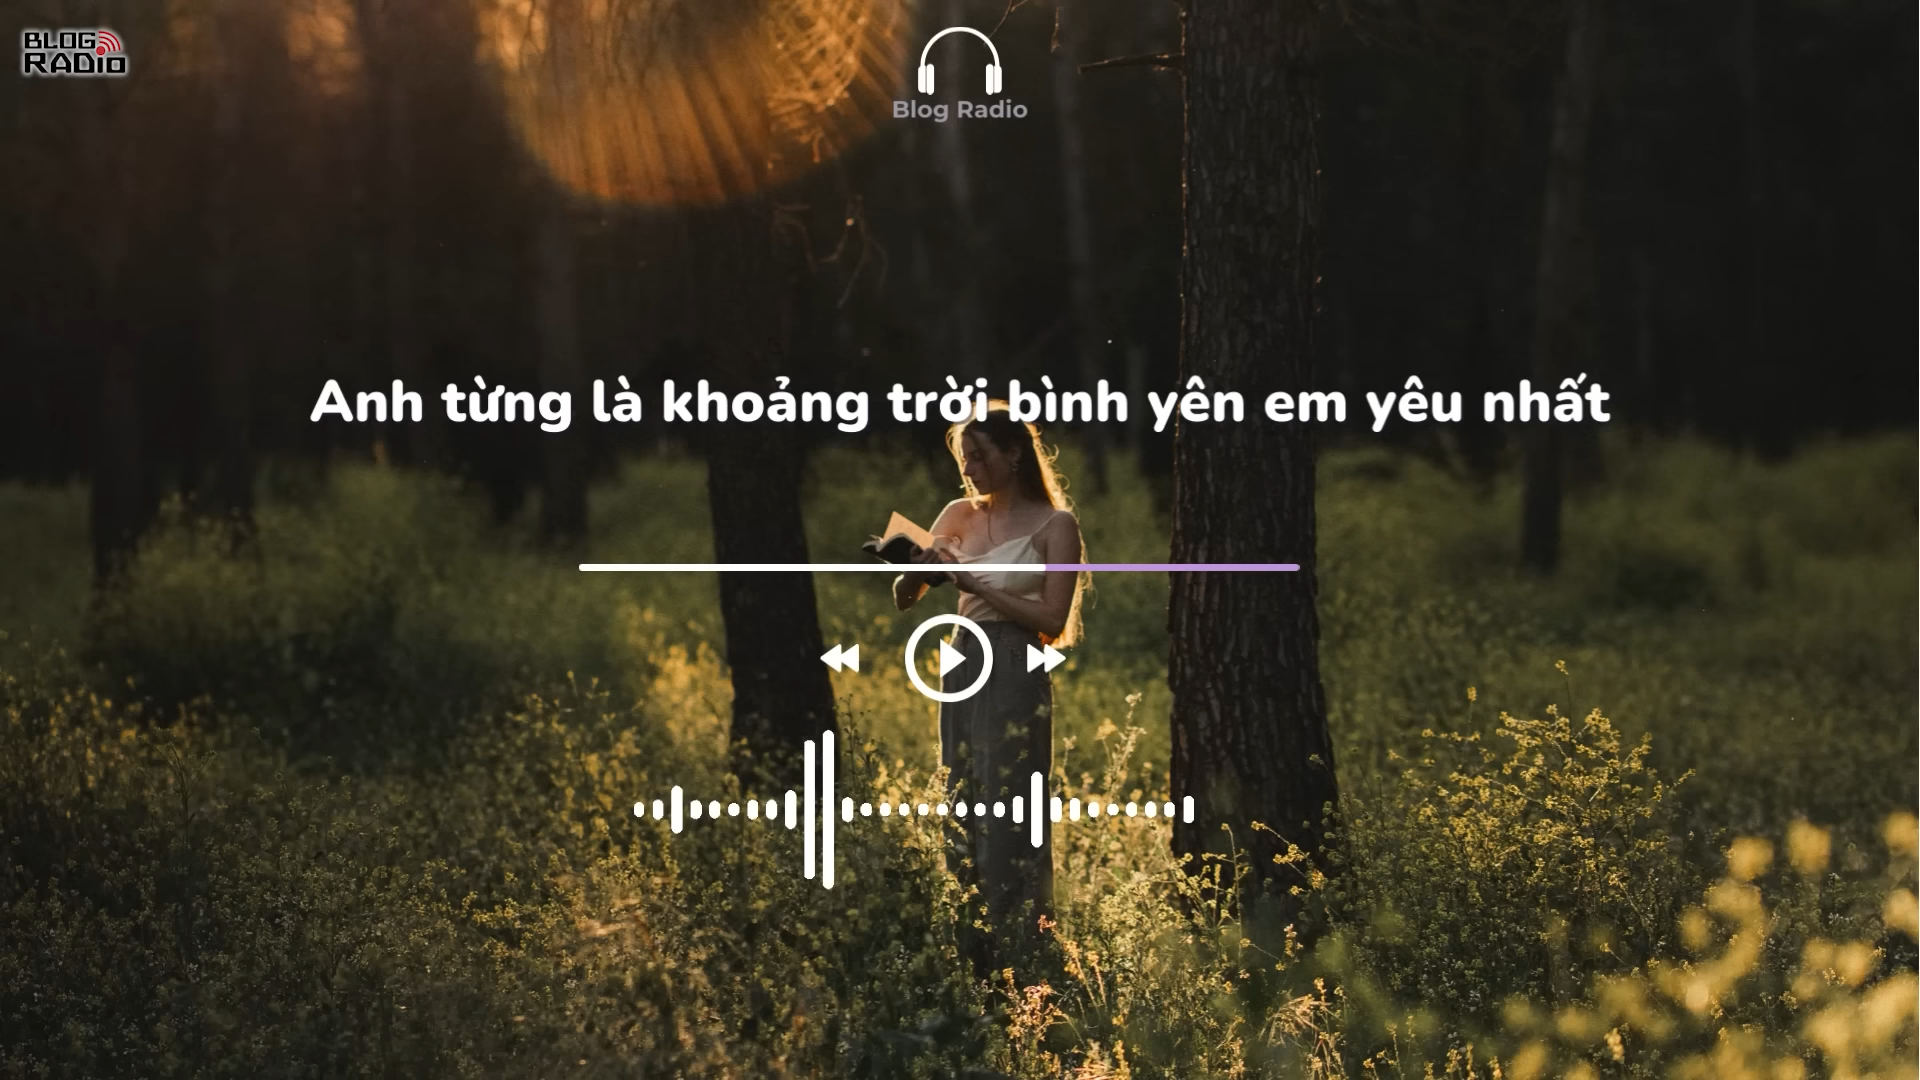 BLOG
RADIO
Blog Radio
Anh từng là khoảng trời bình yên em yêu nhất